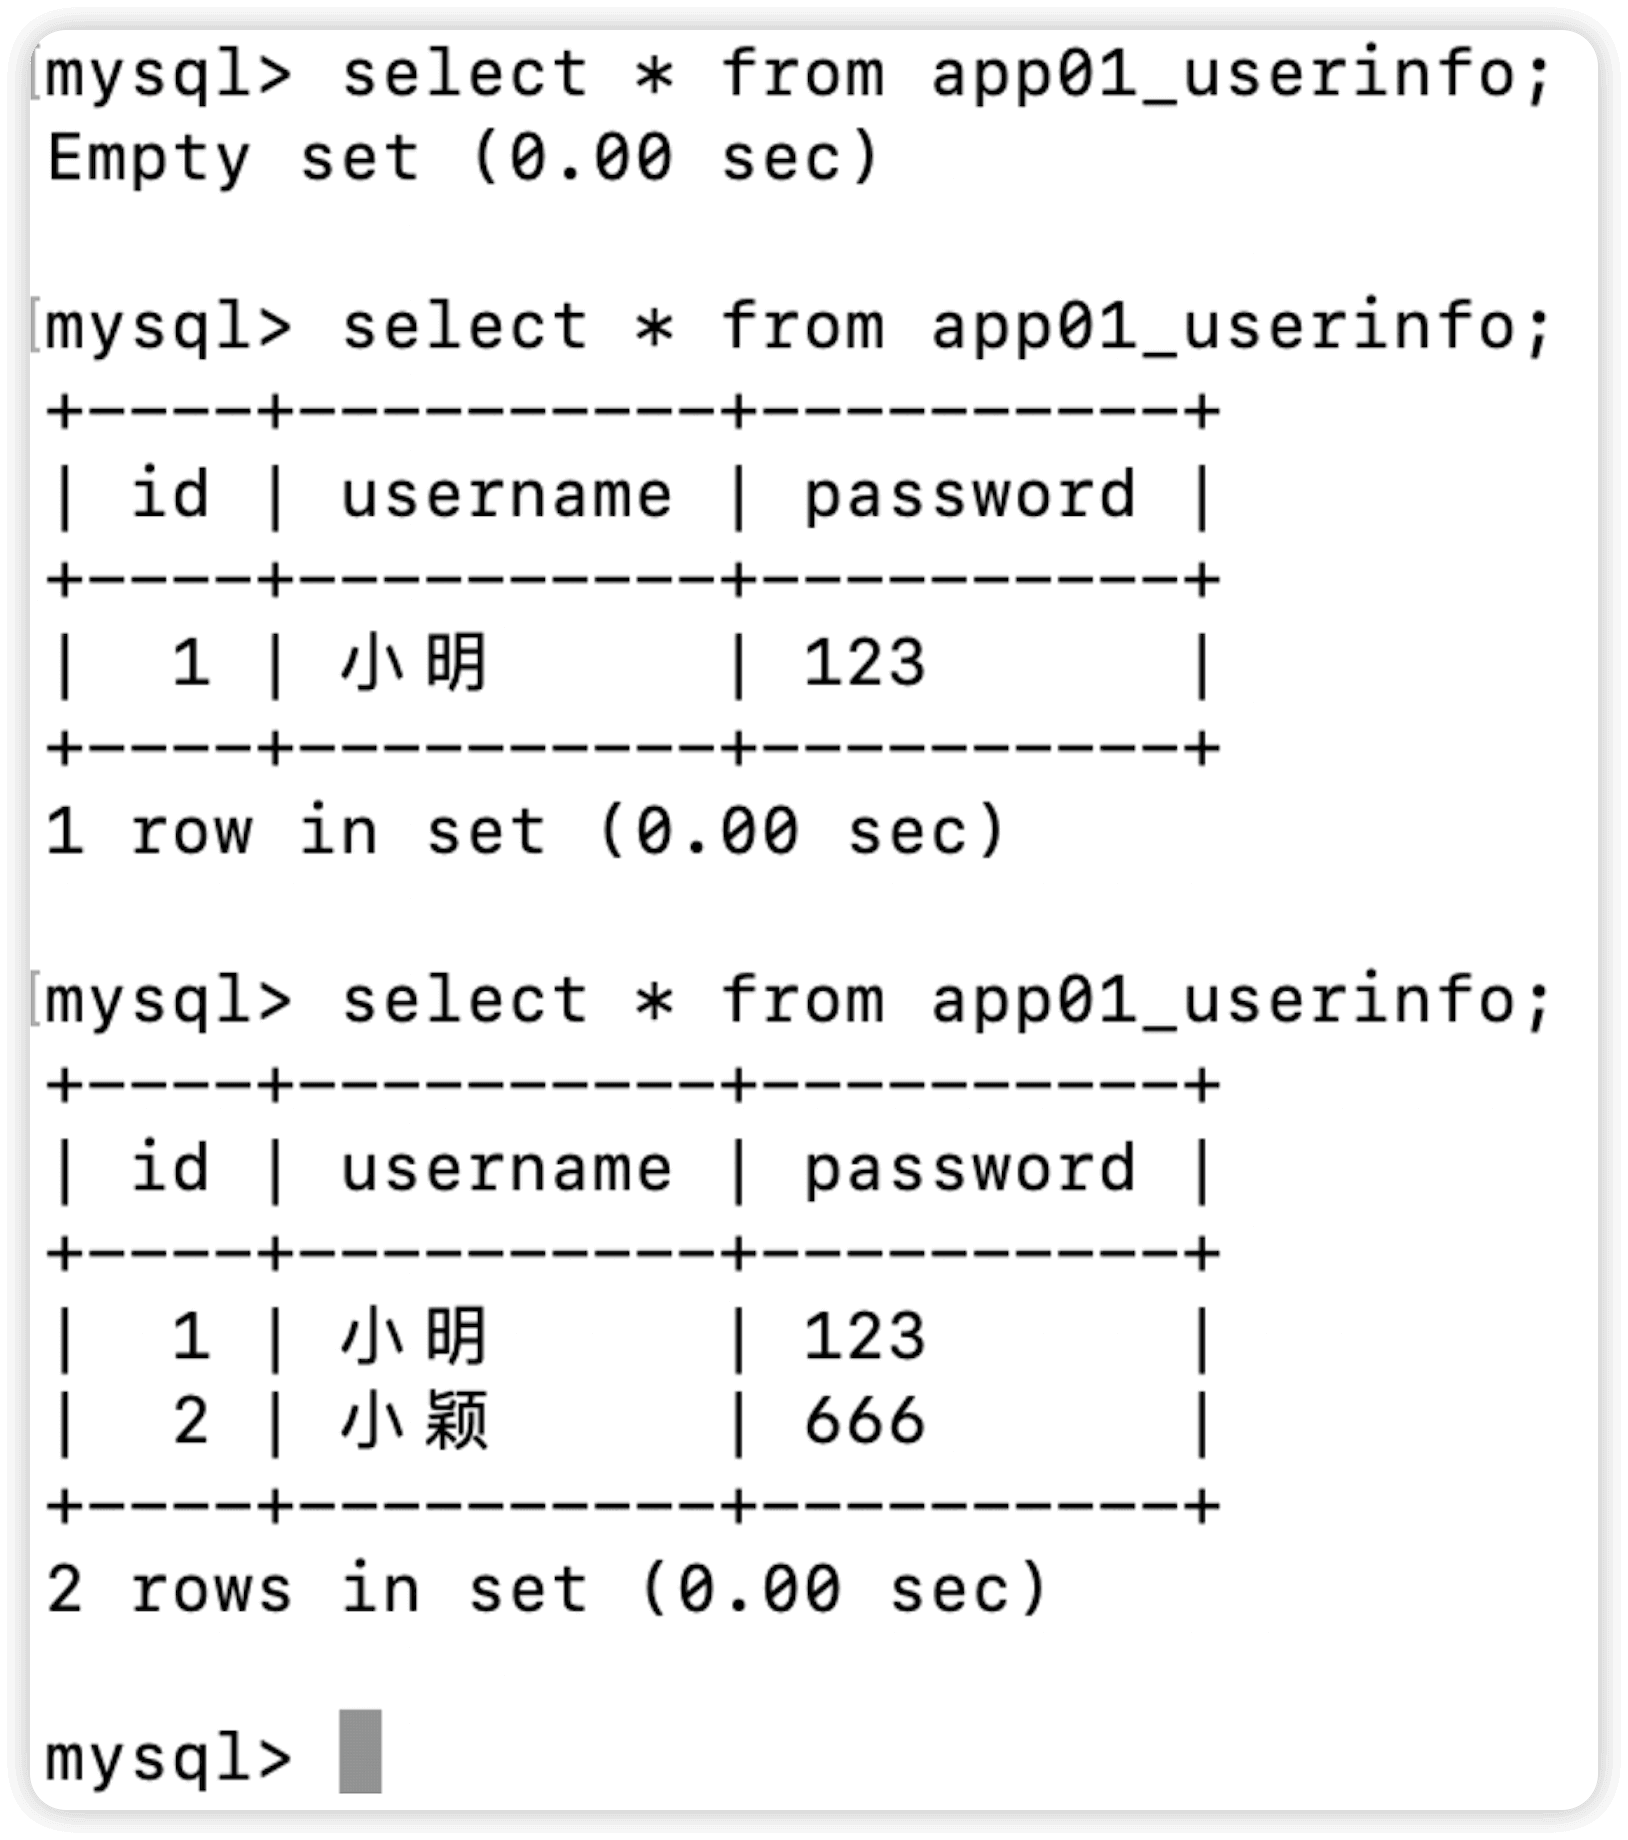 mysql> select * from app01_userinfo;
Empty set (0.00 sec)
mysql> select * from app01_userinfo;
+----+----------+----------+
| id | username | password |
+----+----------+----------+
|  1 | 小明     | 123      |
+----+----------+----------+
1 row in set (0.00 sec)
mysql> select * from app01_userinfo;
+----+----------+----------+
| id | username | password |
+----+----------+----------+
|  1 | 小明     | 123      |
|  2 | 小颖     | 666      |
+----+----------+----------+
2 rows in set (0.00 sec)
mysql>